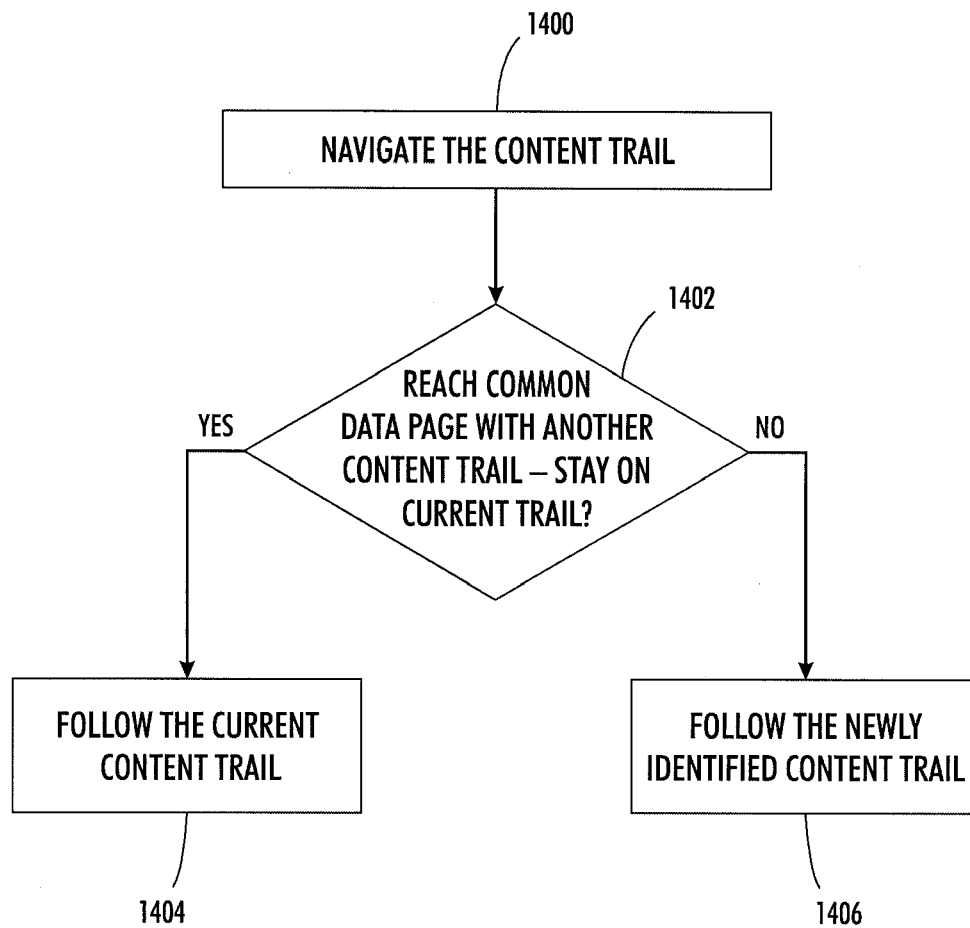 1400
NAVIGATE THE CONTENT TRAIL
1402
REACH COMMON
DATA PAGE WITH ANOTHER
CONTENT TRAIL – STAY ON
CURRENT TRAIL?
YES
NO
FOLLOW THE CURRENT
CONTENT TRAIL
FOLLOW THE NEWLY
IDENTIFIED CONTENT TRAIL
1404
1406